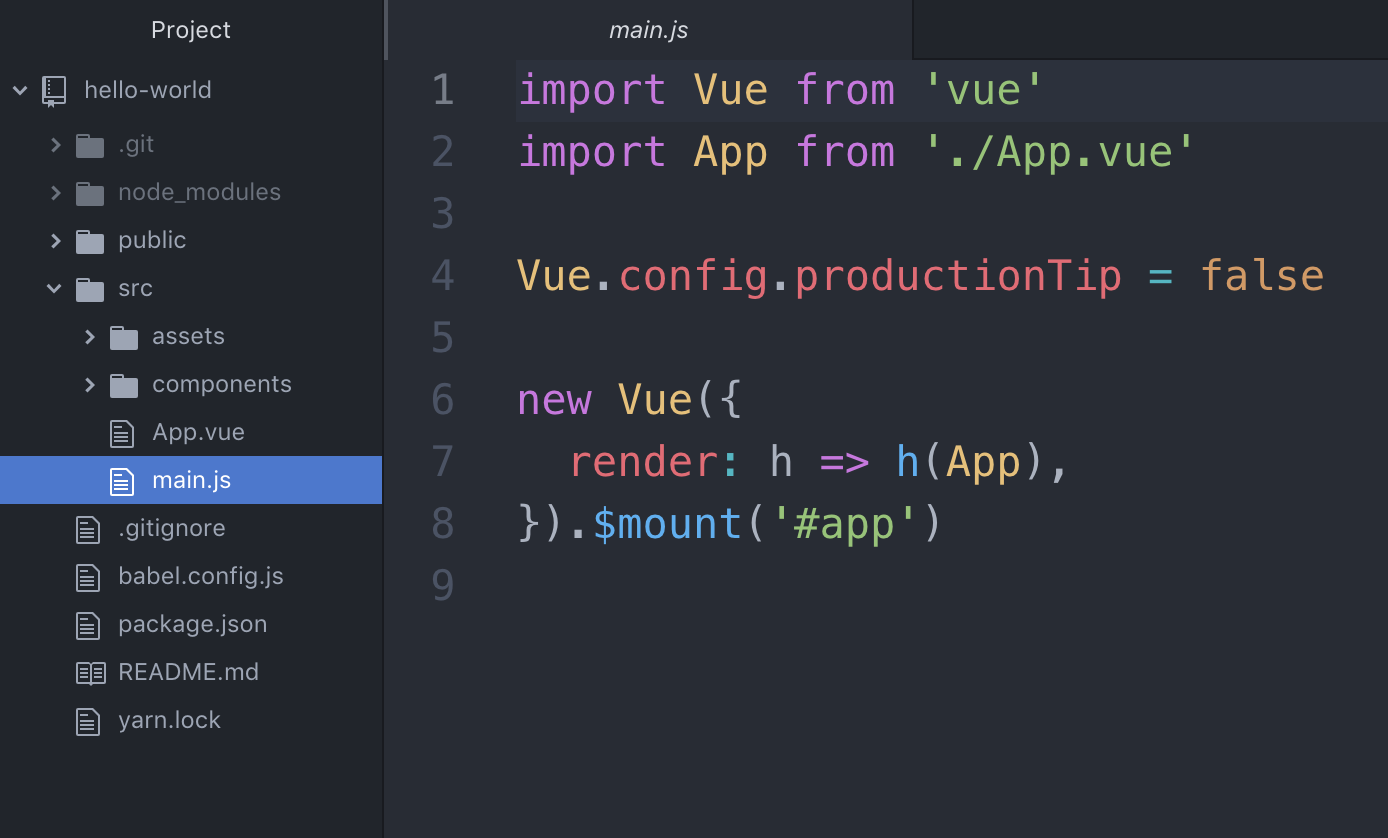 Project
hello-world
.git
node_modules
public
src
assets
components
App.vue
main.js
.gitignore
babel.config.js
package.json
README.md
yarn.lock
main.js
1 import Vue from 'vue'
2 import App from './App.vue'
3
4 Vue.config.productionTip = false
5
6 new Vue({
7   render: h => h(App),
8 }).$mount('#app')
9